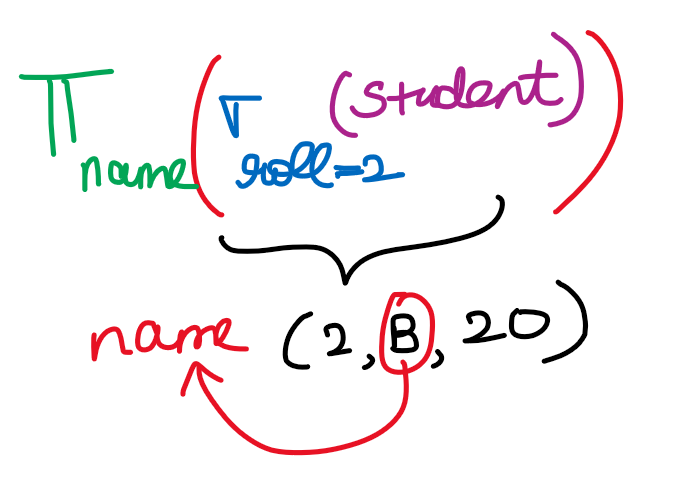 π name (σ roll=2 (student))
name (2, B, 20)